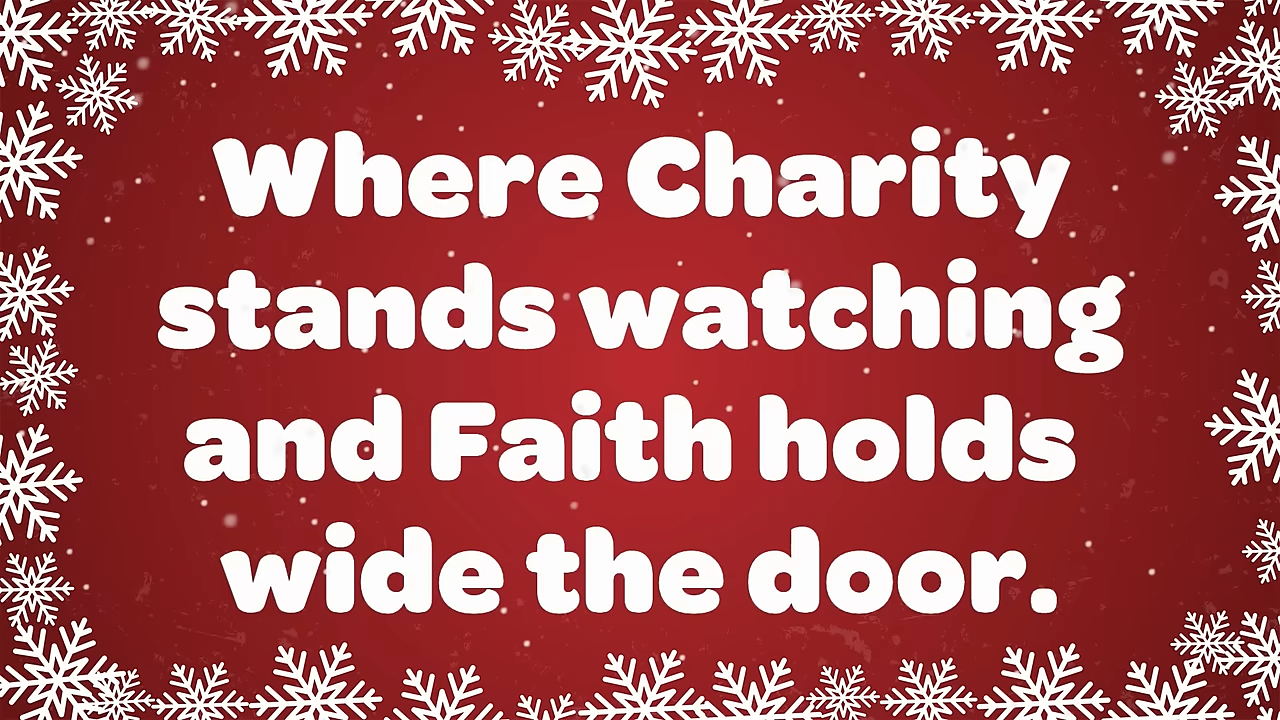 Where Charity
stands watching
and Faith holds
wide the door.